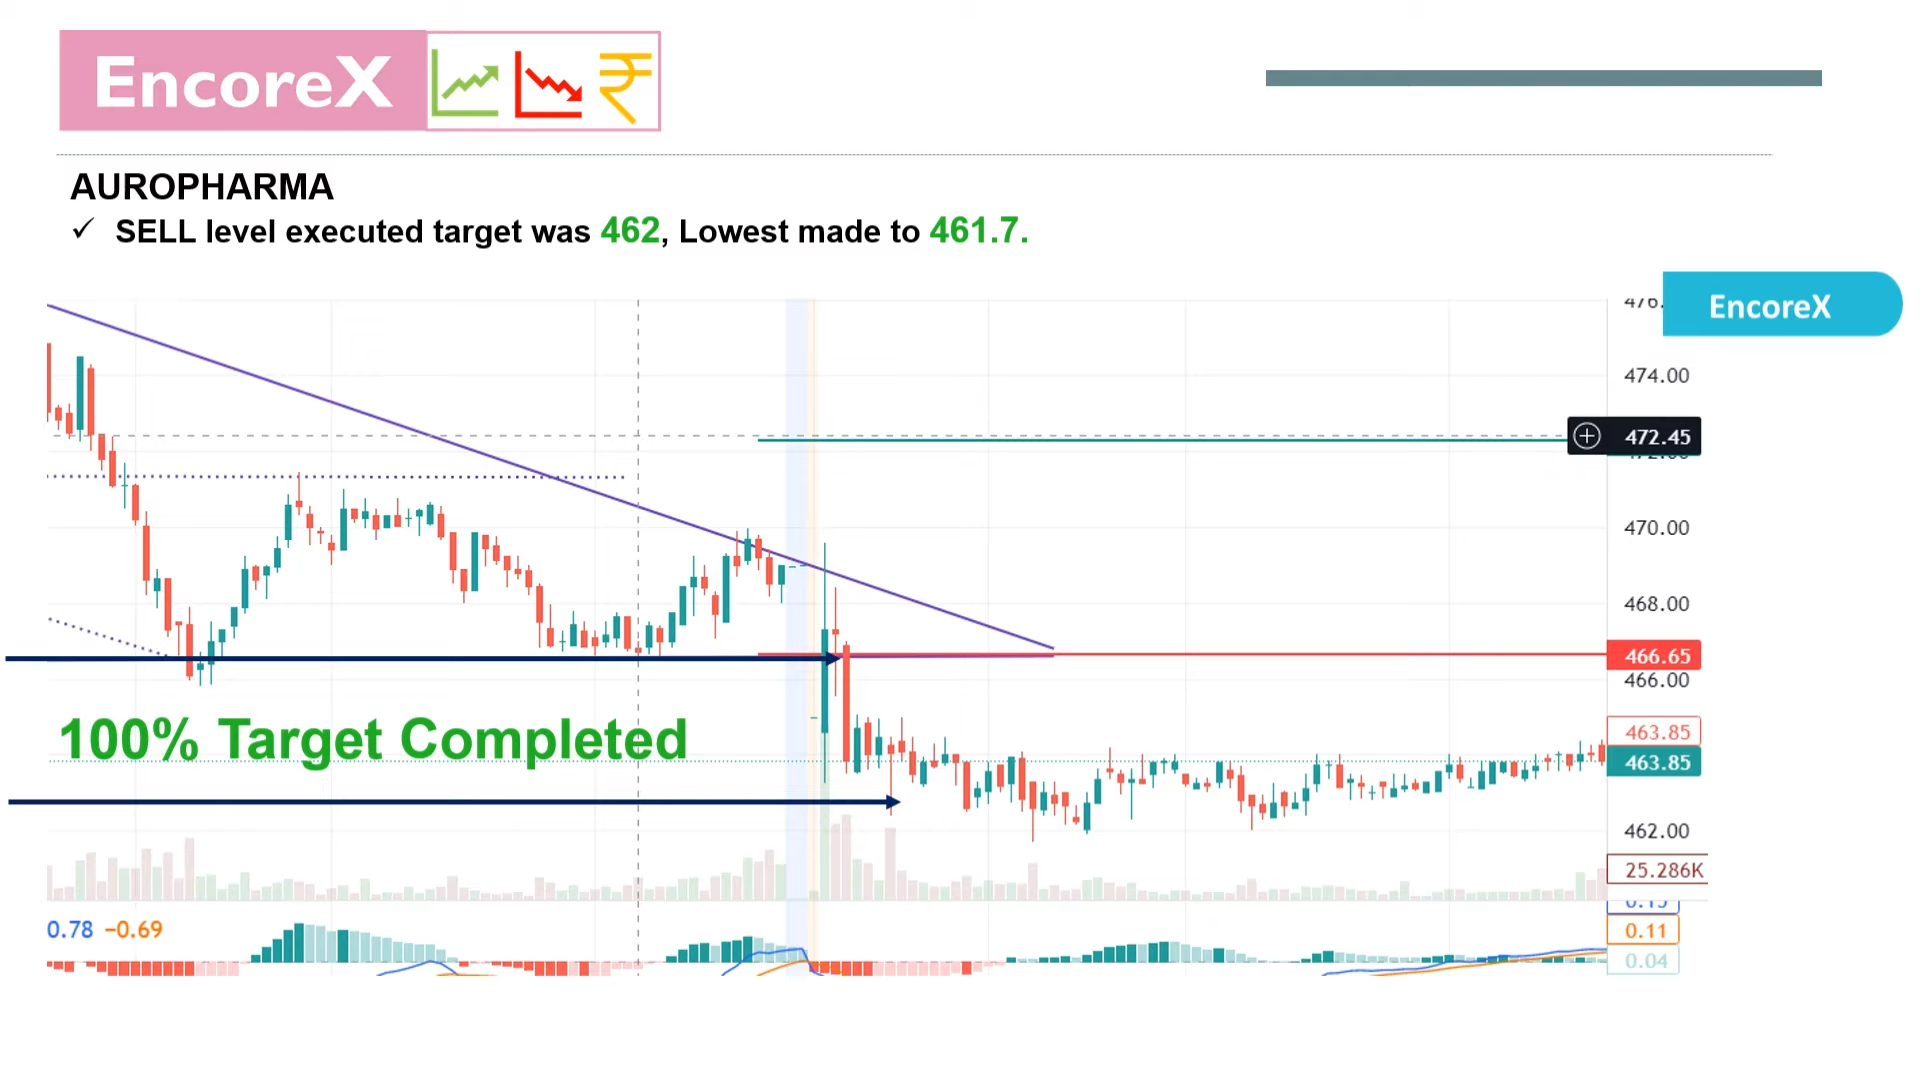 EncoreX
AUROPHARMA
✓ SELL level executed target was 462, Lowest made to 461.7.
EncoreX
474.00
472.45
470.00
468.00
466.65
466.00
100% Target Completed
463.85
463.85
462.00
25.286K
0.78 −0.69
0.11
0.04